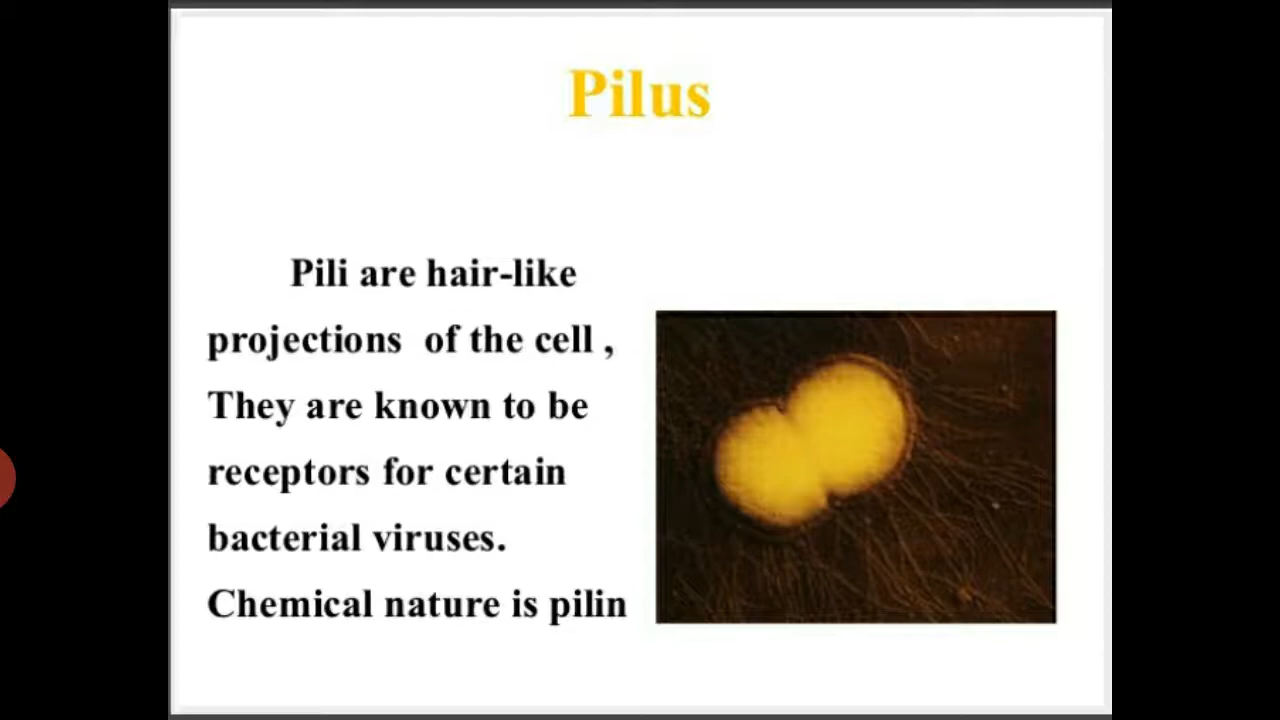 Pilus
Pili are hair-like
projections of the cell ,
They are known to be
receptors for certain
bacterial viruses.
Chemical nature is pilin